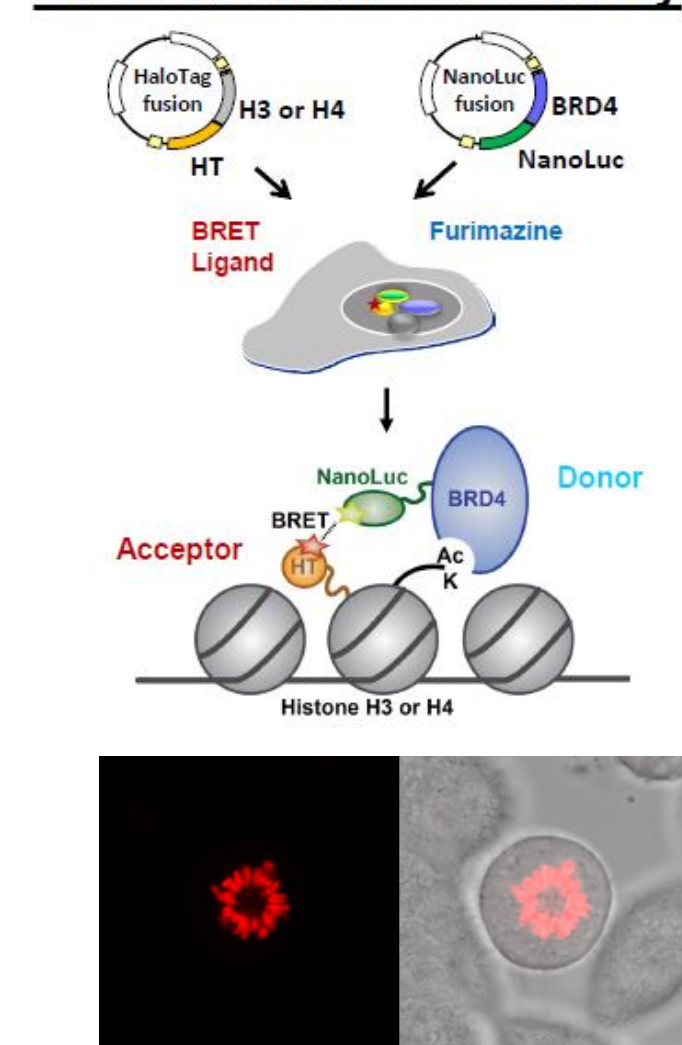 HaloTag
fusion
H3 or H4
HT
NanoLuc
fusion
BRD4
NanoLuc
BRET
Ligand
Furimazine
NanoLuc
BRD4
Donor
BRET
Acceptor
HT
Ac
K
Histone H3 or H4